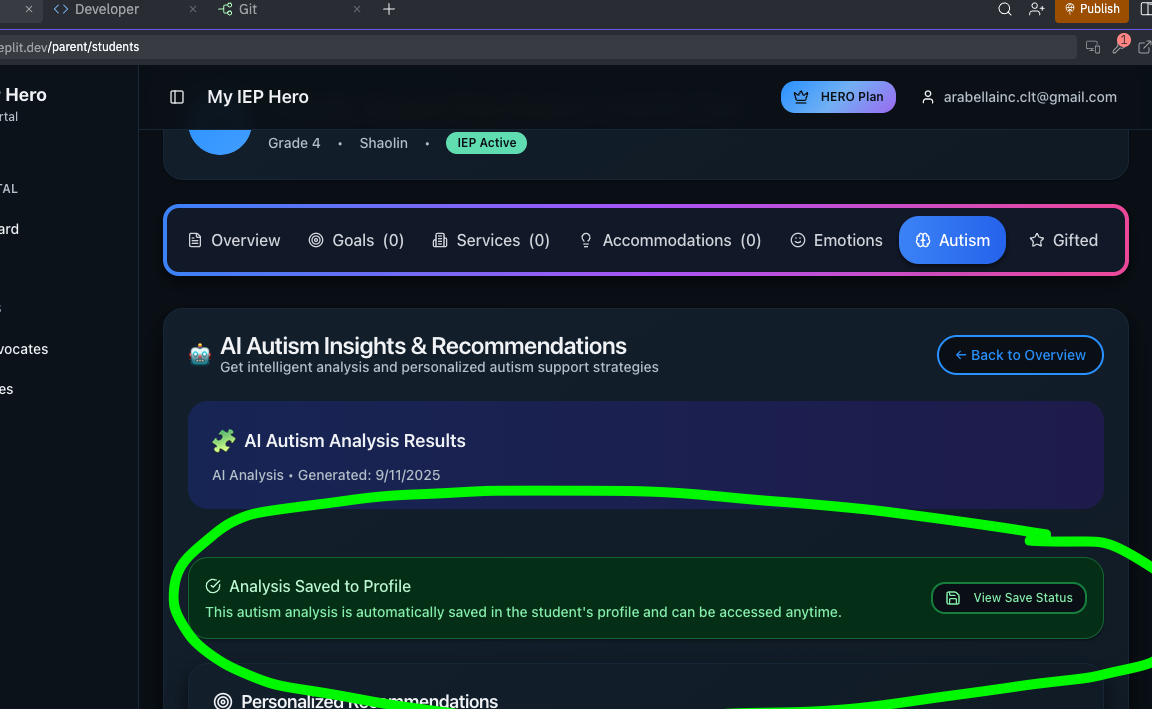 Developer
Git
Publish
eplit.dev/parent/students
1
Hero
rtal
My IEP Hero
HERO Plan
arabellainc.clt@gmail.com
Grade 4 • Shaolin • IEP Active
TAL
ard
Overview
Goals (0)
Services (0)
Accommodations (0)
Emotions
Autism
Gifted
s
vocates
es
AI Autism Insights & Recommendations
Get intelligent analysis and personalized autism support strategies
← Back to Overview
AI Autism Analysis Results
AI Analysis • Generated: 9/11/2025
Analysis Saved to Profile
This autism analysis is automatically saved in the student's profile and can be accessed anytime.
View Save Status
Personalized Recommendations